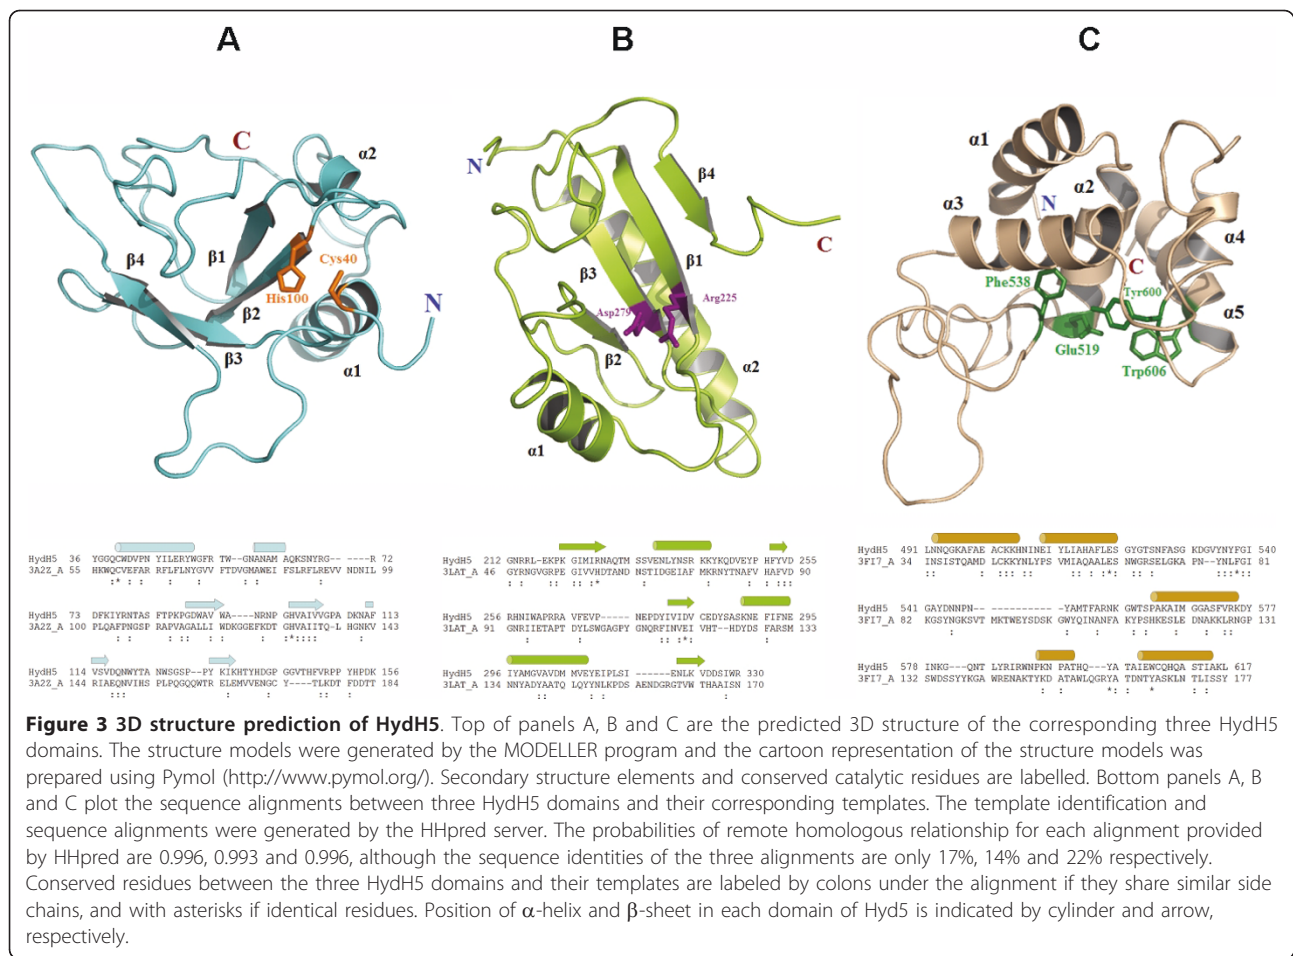 A
B
C
C
α2
β4
β1
Cys40
His100
N
β2
β3
α1
N
β4
C
β3
β1
Asp279
Arg225
β2
α2
α1
α1
α2
N
α3
α4
C
Phe538
Tyr600
α5
Glu519
Trp606
HydH5 36 YGGQCWDVPNYILERYWGFR TW--GNANAM AQKSNYRG-- ----R 72
3A2Z_A 55 HKWQCVEFAR RFLFLNYGVV FTDVGMAWEI FSLRFLREVV NDNIL 99
HydH5 73 DFKIYRNTAS FTPKPGDWAV WA----NRNP GHVAIVVGPA DKNAF 113
3A2Z_A 100 PLQAFPNGSP RAPVAGALLI WDKGGEFKDT GHVAIITQ-L HGNKV 143
HydH5 114 VSVDQNWYTA NWSGSP--PY KIKHTYHDGP GGVTHFVRPP YHPDK 156
3A2Z_A 144 RIAEQNVIHS PLPQGQQWTR ELEMVVENGC Y----TLKDT FDDTT 184
HydH5 212 GNRRL-EKPK GIMIRNAQTM SSVENLYNSR KKYKQDVEYP HFYVD 255
3LAT_A 46 GYRNGVGRPE GIVVHDTAND NSTIDGEIAF MKRNYTNAFV HAFVD 90
HydH5 256 RHNIWAPRRA VFEVP----- NEPDYIVIDV CEDYSASKNE FIFNE 295
3LAT_A 91 GNRIIETAPT DYLSWGAGPY GNQRFINVEI VHT--HDYDS FARSM 133
HydH5 296 IYAMGVAVDM MVEYEIPLSI ------ENLK VDDSIWR 330
3LAT_A 134 NNYADYAATQ LQYYNLKPDS AENDGRGTVW THAAISN 170
HydH5 491 LNNQGKAFAE ACKKHNINEI YLIAHAFLES GYGTSNFASG KDGVYNYFGI 540
3FI7_A 34 INSISTQAMD LCKKYNLYPS VMIAQAALES NWGRSELGKA PN--YNLFGI 81
HydH5 541 GAYDNNPN-- ---------- --YAMTFARNK GWTSPAKAIM GGASFVRKDY 577
3FI7_A 82 KGSYNGKSVT MKTWEYSDSK GWYQINANFA KYPSHKESLE DNAKKLRNGP 131
HydH5 578 INKG---QNT LYRIRWNPKN PATHQ---YA TAIEWCQHQA STIAKL 617
3FI7_A 132 SWDSSYYKGA WRENAKTYKD ATAWLQGRYA TDNTYASKLN TLISSY 177
Figure 3 3D structure prediction of HydH5. Top of panels A, B and C are the predicted 3D structure of the corresponding three HydH5
domains. The structure models were generated by the MODELLER program and the cartoon representation of the structure models was
prepared using Pymol (http://www.pymol.org/). Secondary structure elements and conserved catalytic residues are labelled. Bottom panels A, B
and C plot the sequence alignments between three HydH5 domains and their corresponding templates. The template identification and
sequence alignments were generated by the HHpred server. The probabilities of remote homologous relationship for each alignment provided
by HHpred are 0.996, 0.993 and 0.996, although the sequence identities of the three alignments are only 17%, 14% and 22% respectively.
Conserved residues between the three HydH5 domains and their templates are labeled by colons under the alignment if they share similar side
chains, and with asterisks if identical residues. Position of α-helix and β-sheet in each domain of Hyd5 is indicated by cylinder and arrow,
respectively.